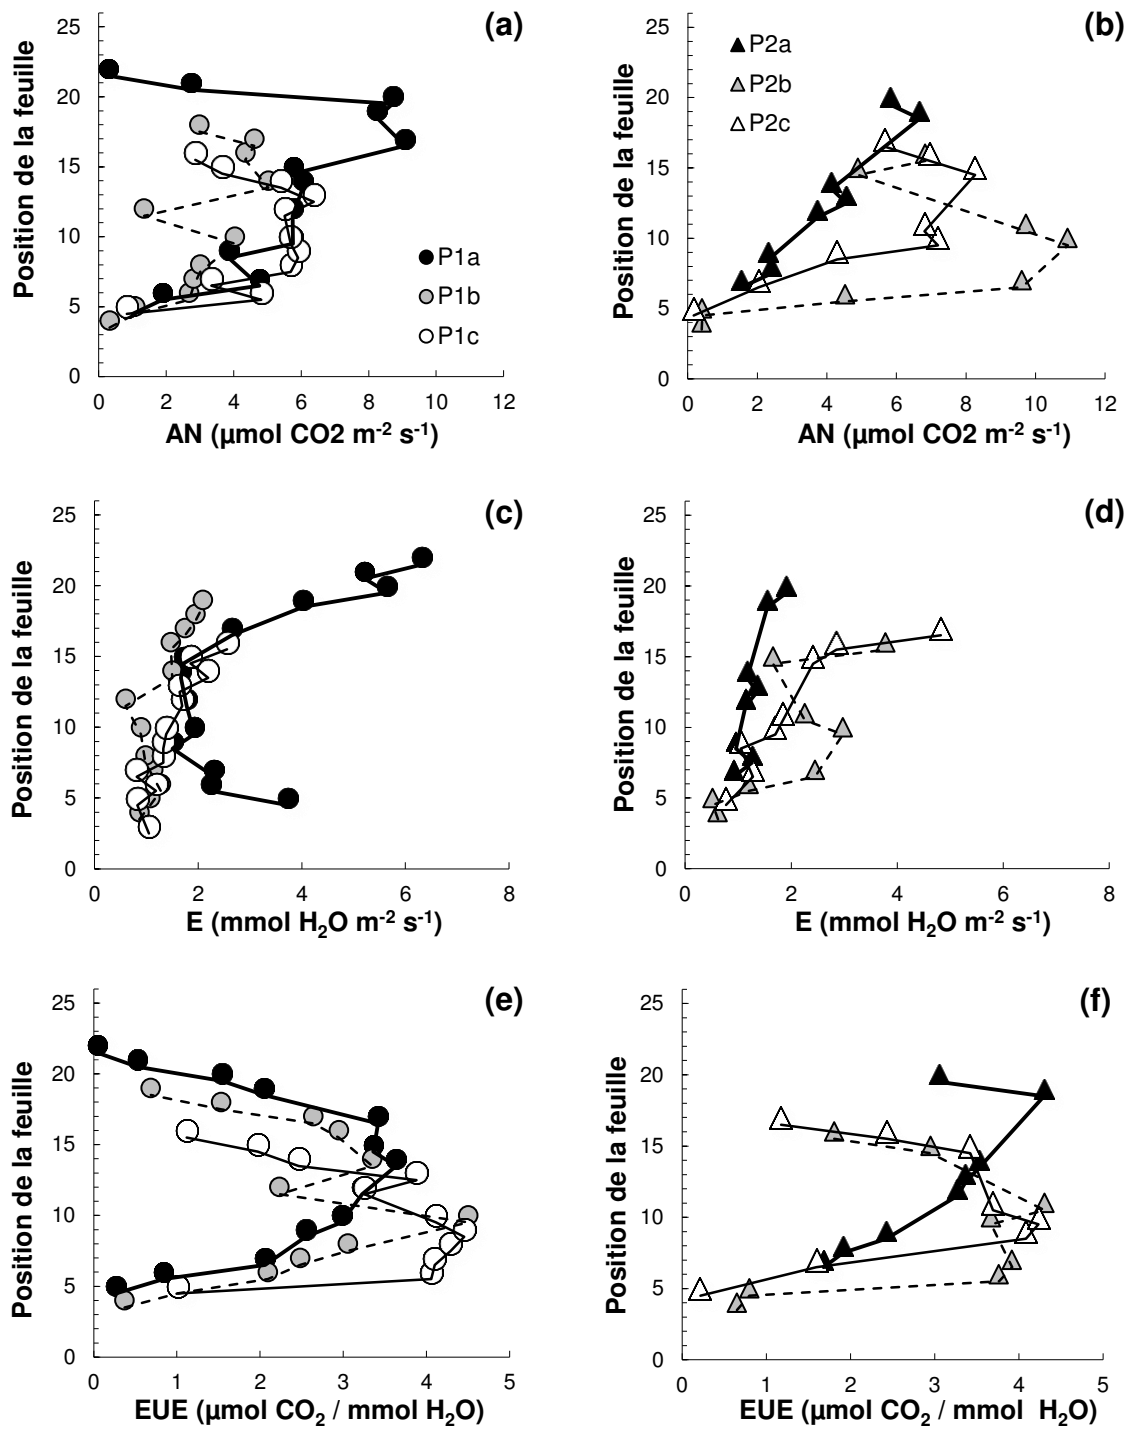 (a)
25
20
15
10
5
0
Position de la feuille
P1a
P1b
P1c
0 2 4 6 8 10 12
AN (µmol CO2 m-2 s-1)
(b)
25
20
15
10
5
0
Position de la feuille
P2a
P2b
P2c
0 2 4 6 8 10 12
AN (µmol CO2 m-2 s-1)
(c)
25
20
15
10
5
0
Position de la feuille
0 2 4 6 8
E (mmol H2O m-2 s-1)
(d)
25
20
15
10
5
0
Position de la feuille
0 2 4 6 8
E (mmol H2O m-2 s-1)
(e)
25
20
15
10
5
0
Position de la feuille
0 1 2 3 4 5
EUE (µmol CO2 / mmol H2O)
(f)
25
20
15
10
5
0
Position de la feuille
0 1 2 3 4 5
EUE (µmol CO2 / mmol H2O)